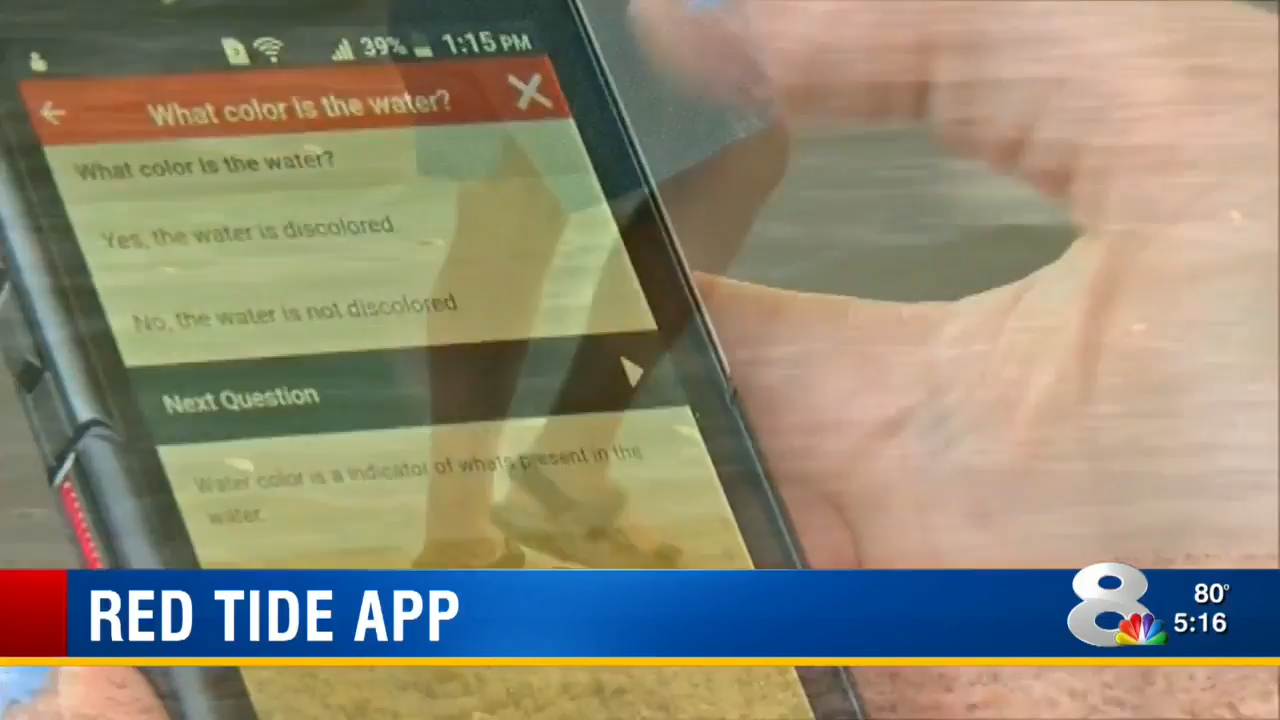 39% 1:15 PM
What color is the water?
What color is the water?
Yes, the water is discolored
No, the water is not discolored
Next Question
Water color is a indicator of whats present in the
water.
RED TIDE APP
8
80°
5:16